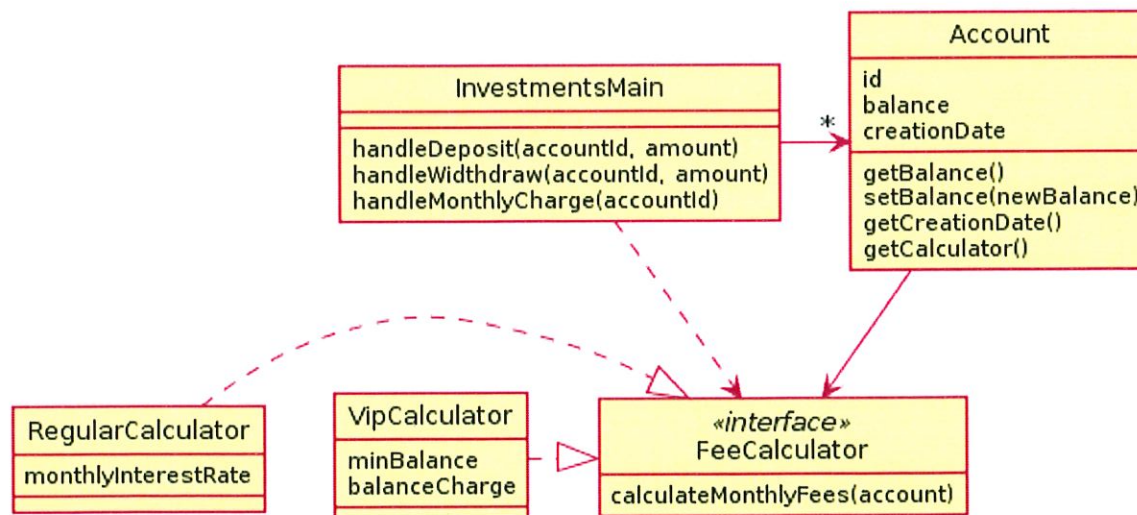 Account
id
balance
creationDate
getBalance()
setBalance(newBalance)
getCreationDate()
getCalculator()
InvestmentsMain
handleDeposit(accountId, amount)
handleWidthdraw(accountId, amount)
handleMonthlyCharge(accountId)
*
RegularCalculator
monthlyInterestRate
VipCalculator
minBalance
balanceCharge
«interface»
FeeCalculator
calculateMonthlyFees(account)